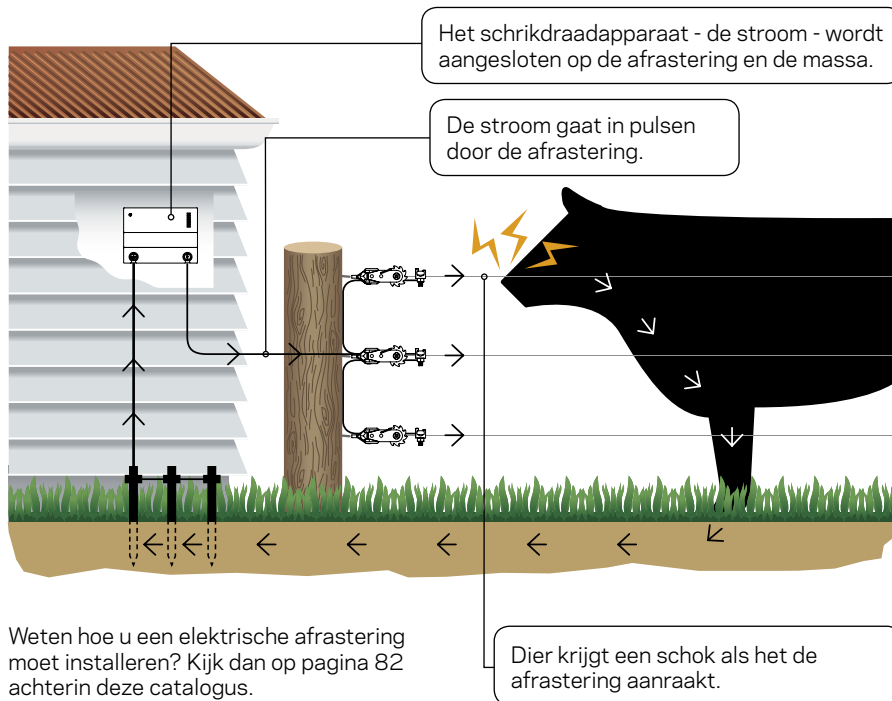 Het schrikdraadapparaat - de stroom - wordt
aangesloten op de afrastering en de massa.
De stroom gaat in pulsen
door de afrastering.
Weten hoe u een elektrische afrastering
moet installeren? Kijk dan op pagina 82
achterin deze catalogus.
Dier krijgt een schok als het de
afrastering aanraakt.